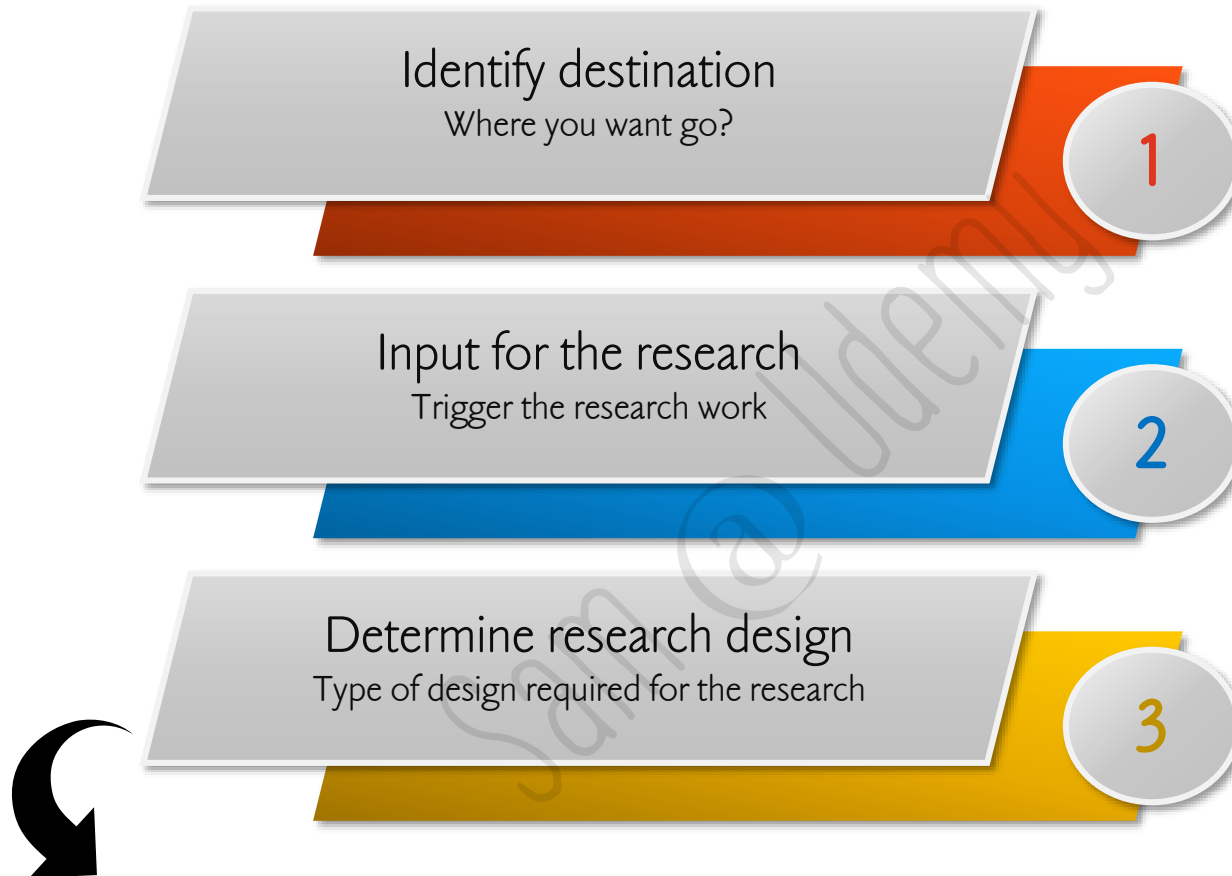 Identify destination
Where you want go?
1
Input for the research
Trigger the research work
2
Determine research design
Type of design required for the research
3
Sam @ Udemy